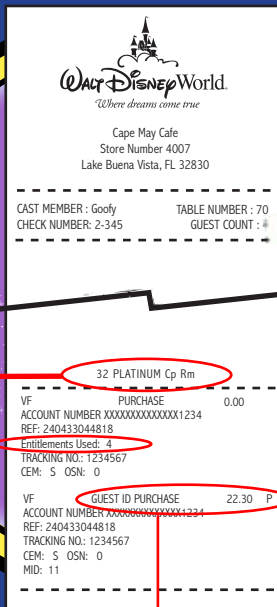 WALT DISNEY World.
Where dreams come true
Cape May Cafe
Store Number 4007
Lake Buena Vista, FL 32830
CAST MEMBER : Goofy TABLE NUMBER : 70
CHECK NUMBER: 2-345 GUEST COUNT : 4
32 PLATINUM Cp Rm
VF PURCHASE 0.00
ACCOUNT NUMBER XXXXXXXXXXXXXX1234
REF: 240433044818
Entitlements Used: 4
TRACKING NO.: 1234567
CEM: S OSN: 0
VF GUEST ID PURCHASE 22.30 P
ACCOUNT NUMBER XXXXXXXXXXXXXX1234
REF: 240433044818
TRACKING NO.: 1234567
CEM: S OSN: 0
MID: 11